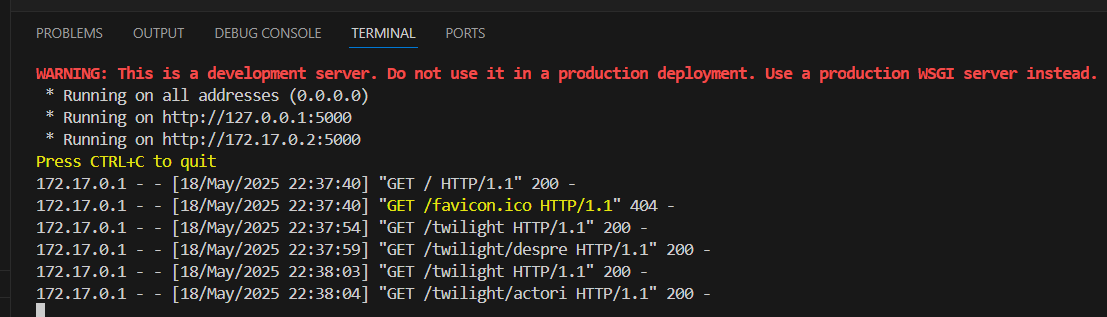 PROBLEMS OUTPUT DEBUG CONSOLE TERMINAL PORTS
WARNING: This is a development server. Do not use it in a production deployment. Use a production WSGI server instead.
* Running on all addresses (0.0.0.0)
* Running on http://127.0.0.1:5000
* Running on http://172.17.0.2:5000
Press CTRL+C to quit
172.17.0.1 - - [18/May/2025 22:37:40] "GET / HTTP/1.1" 200 -
172.17.0.1 - - [18/May/2025 22:37:40] "GET /favicon.ico HTTP/1.1" 404 -
172.17.0.1 - - [18/May/2025 22:37:54] "GET /twilight HTTP/1.1" 200 -
172.17.0.1 - - [18/May/2025 22:37:59] "GET /twilight/despre HTTP/1.1" 200 -
172.17.0.1 - - [18/May/2025 22:38:03] "GET /twilight HTTP/1.1" 200 -
172.17.0.1 - - [18/May/2025 22:38:04] "GET /twilight/actori HTTP/1.1" 200 -